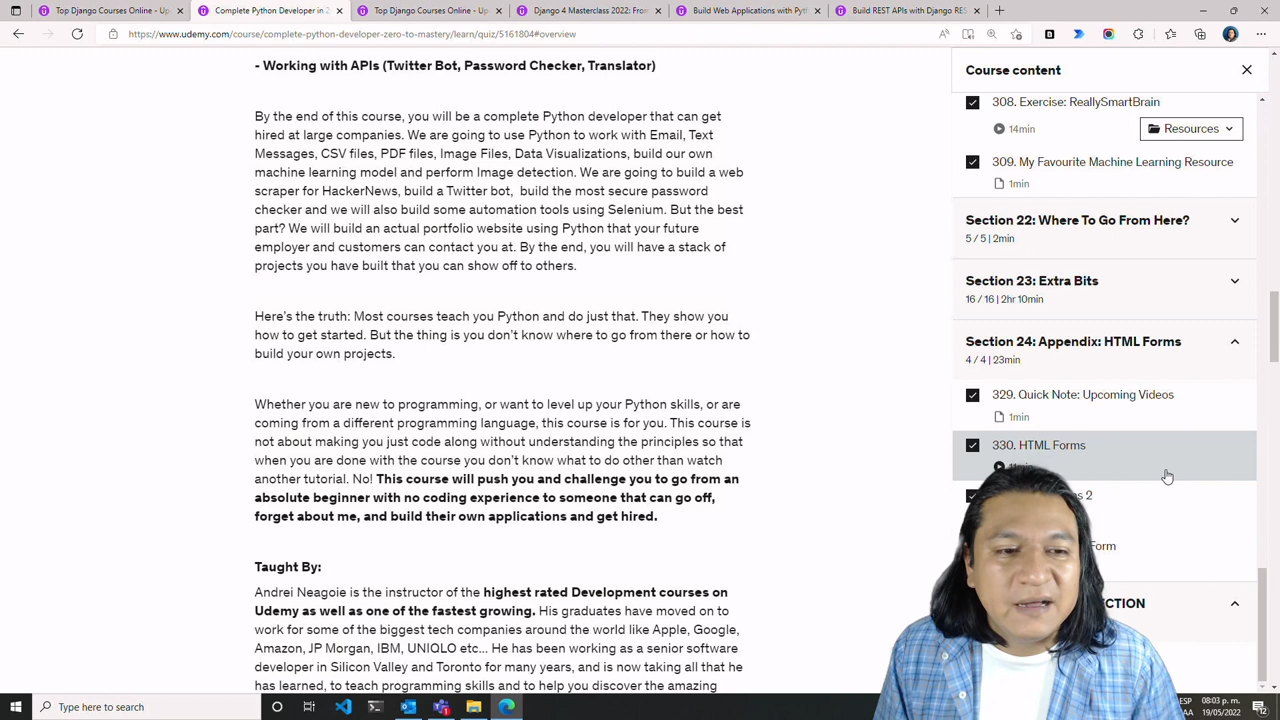 Top Django Courses Online - Up
Complete Python Developer in 2
Top Django Courses Online - Up
Django 4 Masterclass 2022: From
Build Web Applications with Pyth
Build REST APIs with Django RES
https://www.udemy.com/course/complete-python-developer-zero-to-mastery/learn/quiz/5161804#overview
- Working with APIs (Twitter Bot, Password Checker, Translator)
By the end of this course, you will be a complete Python developer that can get
hired at large companies. We are going to use Python to work with Email, Text
Messages, CSV files, PDF files, Image Files, Data Visualizations, build our own
machine learning model and perform Image detection. We are going to build a web
scraper for HackerNews, build a Twitter bot, build the most secure password
checker and we will also build some automation tools using Selenium. But the best
part? We will build an actual portfolio website using Python that your future
employer and customers can contact you at. By the end, you will have a stack of
projects you have built that you can show off to others.
Here's the truth: Most courses teach you Python and do just that. They show you
how to get started. But the thing is you don't know where to go from there or how to
build your own projects.
Whether you are new to programming, or want to level up your Python skills, or are
coming from a different programming language, this course is for you. This course is
not about making you just code along without understanding the principles so that
when you are done with the course you don't know what to do other than watch
another tutorial. No! This course will push you and challenge you to go from an
absolute beginner with no coding experience to someone that can go off,
forget about me, and build their own applications and get hired.
Taught By:
Andrei Neagoie is the instructor of the highest rated Development courses on
Udemy as well as one of the fastest growing. His graduates have moved on to
work for some of the biggest tech companies around the world like Apple, Google,
Amazon, JP Morgan, IBM, UNIQLO etc... He has been working as a senior software
developer in Silicon Valley and Toronto for many years, and is now taking all that he
has learned, to teach programming skills and to help you discover the amazing
Course content
308. Exercise: ReallySmartBrain
14min
Resources
309. My Favourite Machine Learning Resource
1min
Section 22: Where To Go From Here?
5 / 5 | 2min
Section 23: Extra Bits
16 / 16 | 2hr 10min
Section 24: Appendix: HTML Forms
4 / 4 | 23min
329. Quick Note: Upcoming Videos
1min
330. HTML Forms
11min
2
Form
CTION
Type here to search
ESP
AA
08:03 p. m.
19/05/2022
12